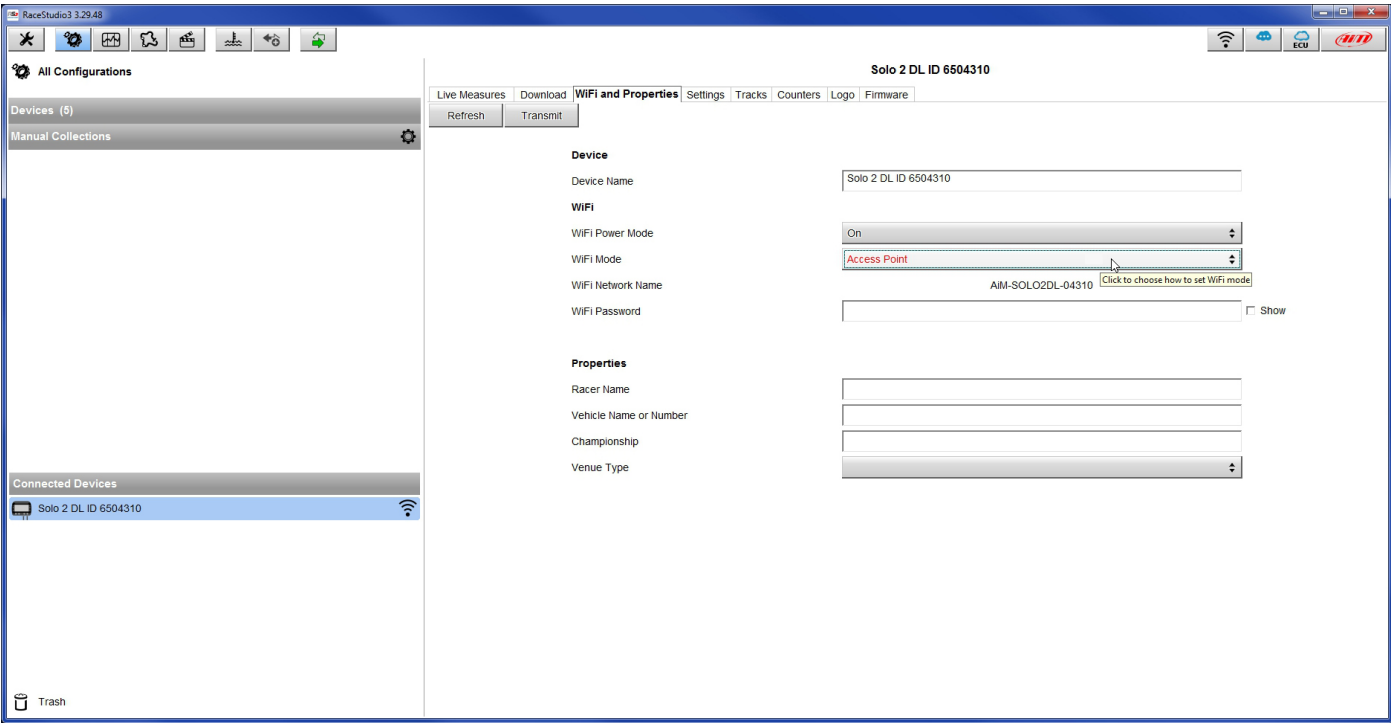 RaceStudio3 3.29.48
ECU
AiM
All Configurations
Devices (5)
Manual Collections
Connected Devices
Solo 2 DL ID 6504310
Trash
Solo 2 DL ID 6504310
Live Measures Download WiFi and Properties Settings Tracks Counters Logo Firmware
Refresh Transmit
Device
Device Name Solo 2 DL ID 6504310
WiFi
WiFi Power Mode On
WiFi Mode Access Point
Click to choose how to set WiFi mode
WiFi Network Name AiM-SOLO2DL-04310
WiFi Password Show
Properties
Racer Name
Vehicle Name or Number
Championship
Venue Type